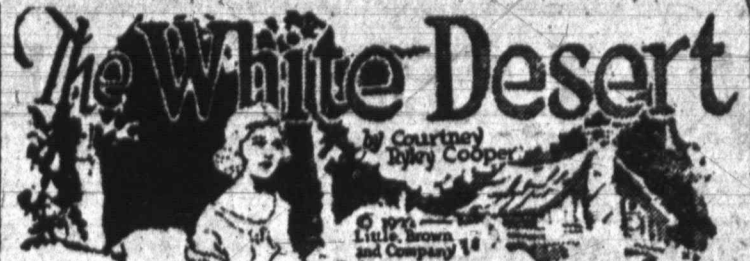 The White Desert
by Courtney
Ryley Cooper
©
Little, Brown
and Company